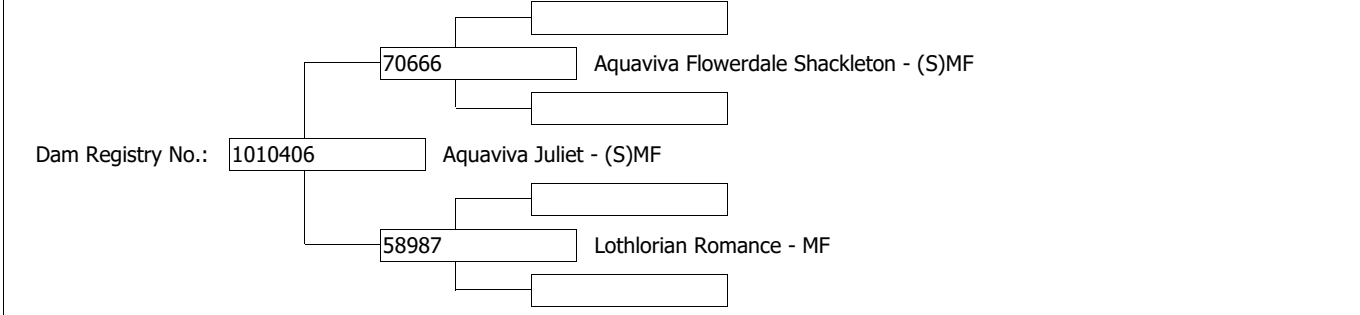 70666 Aquaviva Flowerdale Shackleton - (S)MF
Dam Registry No.: 1010406 Aquaviva Juliet - (S)MF
58987 Lothlorian Romance - MF